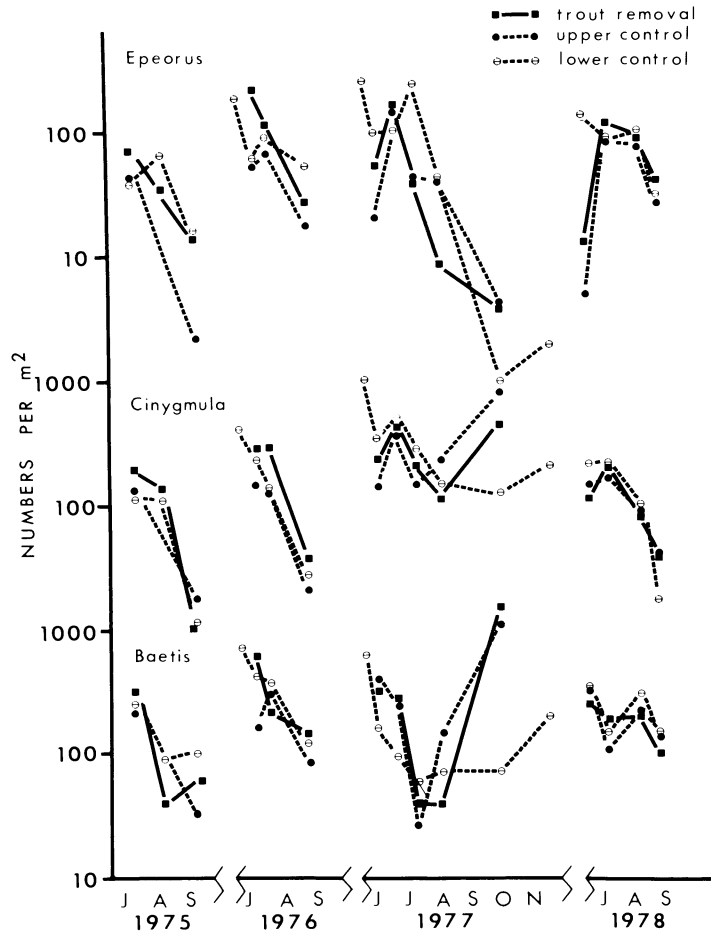 trout removal
upper control
lower control
Epeorus
100
10
1000
Cinygmula
100
1000
Baetis
100
10
NUMBERS PER m2
J A S J A S J J A S O N J J A S
1975 1976 1977 1978